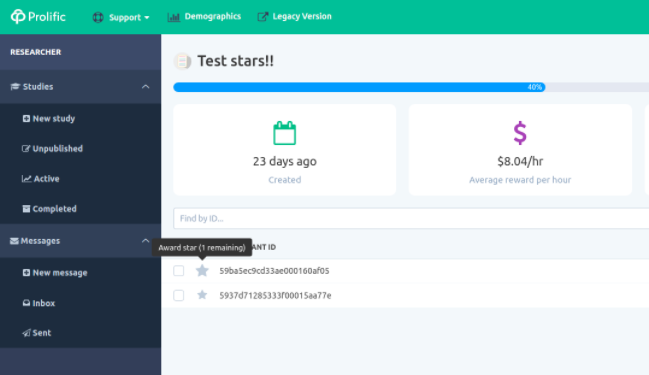 Prolific
Support
Demographics
Legacy Version
RESEARCHER
Studies
New study
Unpublished
Active
Completed
Messages
New message
Inbox
Sent
Test stars!!
40%
23 days ago
Created
$8.04/hr
Average reward per hour
Find by ID...
Award star (1 remaining)
ANT ID
59ba5ec9cd33ae000160af05
5937d71285333f00015aa77e